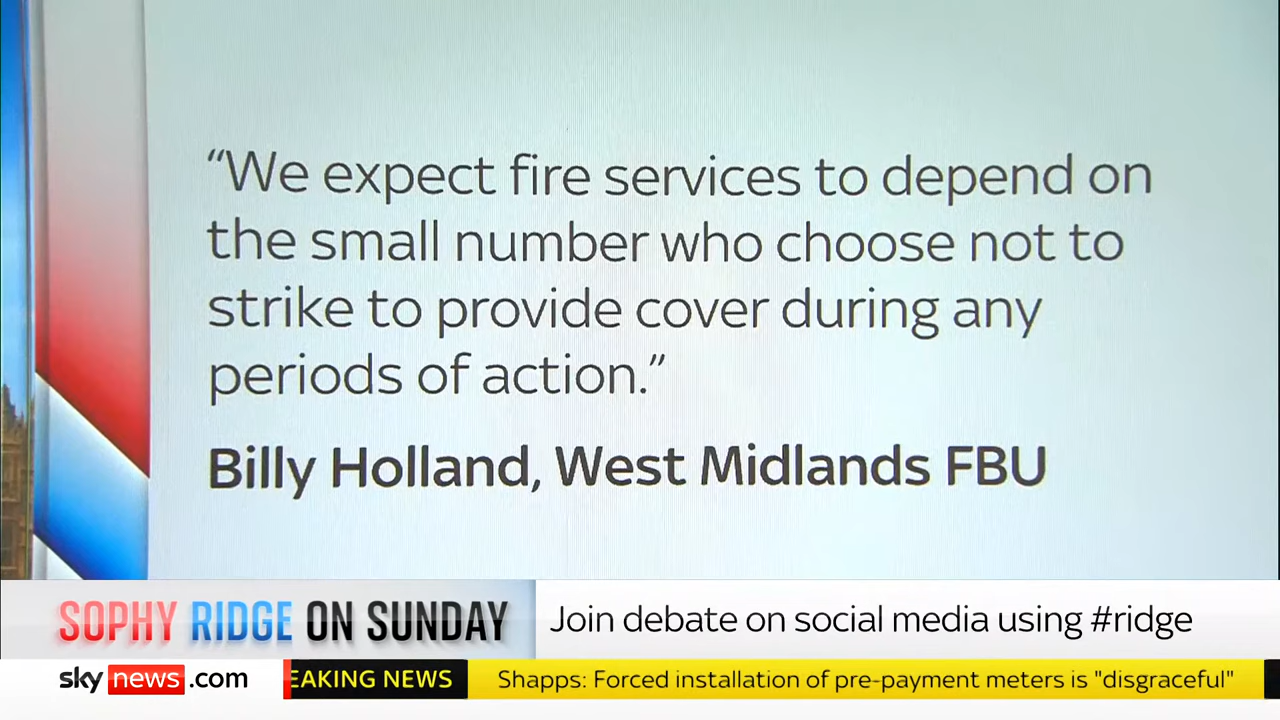 “We expect fire services to depend on
the small number who choose not to
strike to provide cover during any
periods of action.”
Billy Holland, West Midlands FBU
SOPHY RIDGE ON SUNDAY
Join debate on social media using #ridge
sky news .com
EAKING NEWS
Shapps: Forced installation of pre-payment meters is "disgraceful"